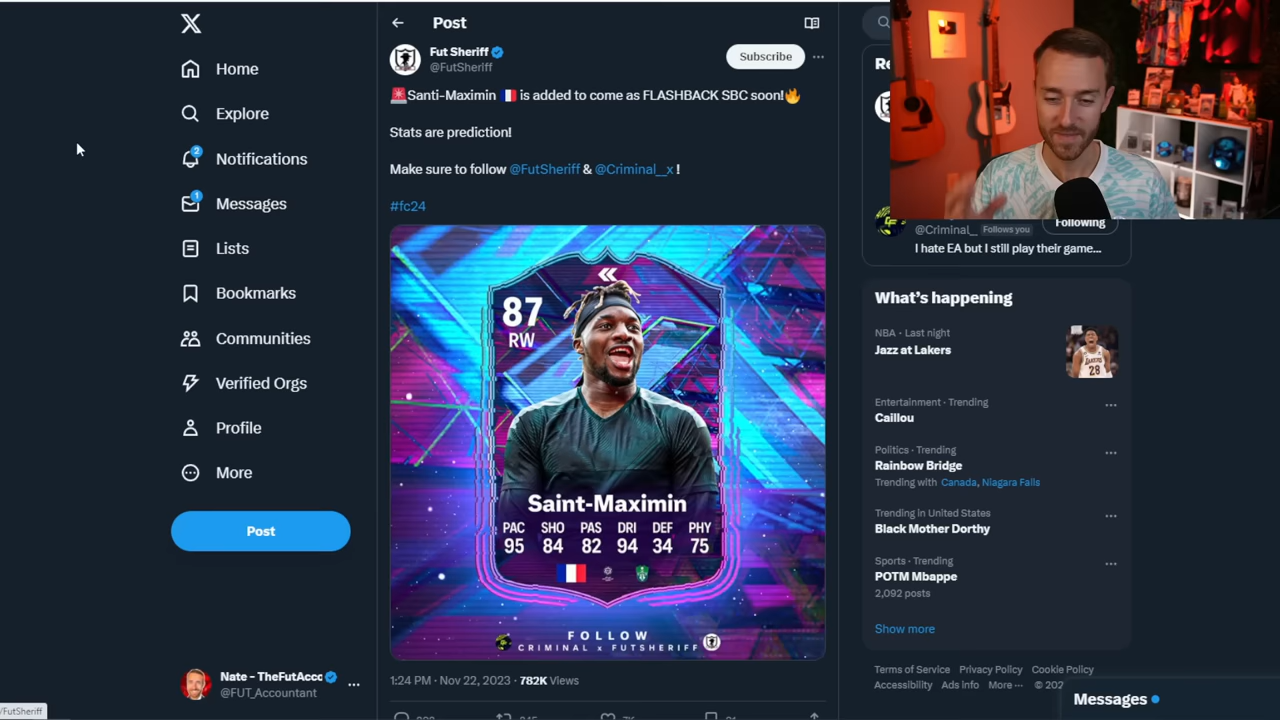 Home
Explore
2
Notifications
1
Messages
Lists
Bookmarks
Communities
Verified Orgs
Profile
More
Post
Nate - TheFutAcc
@FUT_Accountant
/FutSheriff
Post
Fut Sheriff
@FutSheriff
Subscribe
Santi-Maximin 🇫🇷 is added to come as FLASHBACK SBC soon!🔥
Stats are prediction!
Make sure to follow @FutSheriff & @Criminal__x !
#fc24
87
RW
Saint-Maximin
PAC SHO PAS DRI DEF PHY
95 84 82 94 34 75
FOLLOW
CRIMINAL x FUTSHERIFF
1:24 PM · Nov 22, 2023 · 782K Views
Re
@Criminal__ Follows you
Following
I hate EA but I still play their game...
What's happening
NBA · Last night
Jazz at Lakers
Entertainment · Trending
Caillou
Politics · Trending
Rainbow Bridge
Trending with Canada, Niagara Falls
Trending in United States
Black Mother Dorthy
Sports · Trending
POTM Mbappe
2,092 posts
Show more
Terms of Service Privacy Policy Cookie Policy
Accessibility Ads info More ··· © 202
Messages